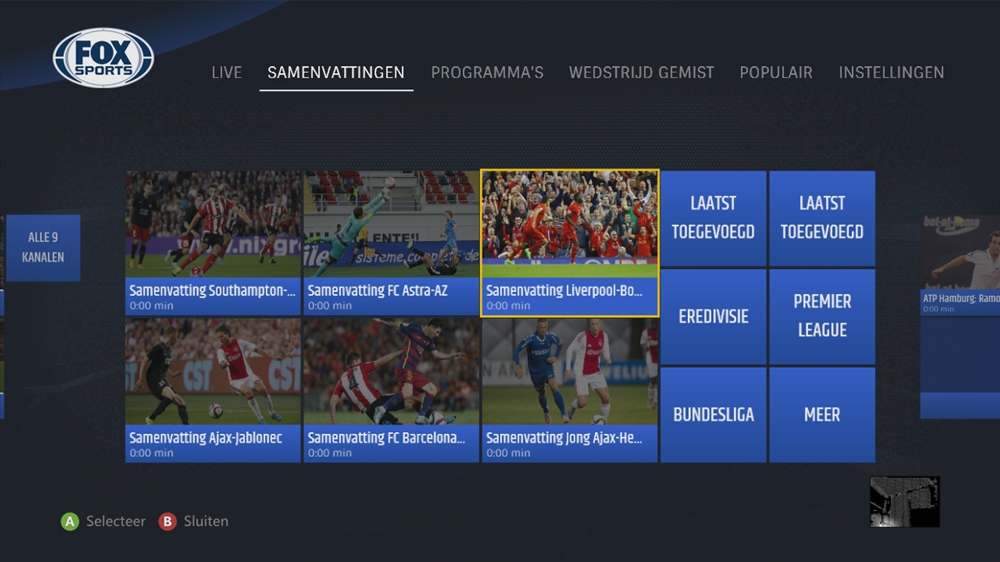 FOX
SPORTS
LIVE
SAMENVATTINGEN
PROGRAMMA'S
WEDSTRIJD GEMIST
POPULAIR
INSTELLINGEN
ALLE 9
KANALEN
Samenvatting Southampton-...
0:00 min
Samenvatting FC Astra-AZ
0:00 min
Samenvatting Liverpool-Bo...
0:00 min
LAATST
TOEGEVOEGD
LAATST
TOEGEVOEGD
EREDIVISIE
PREMIER
LEAGUE
Samenvatting Ajax-Jablonec
0:00 min
Samenvatting FC Barcelona...
0:00 min
Samenvatting Jong Ajax-He...
0:00 min
BUNDESLIGA
MEER
bet-at-home
ATP Hamburg: Ramo
0:00 min
A Selecteer B Sluiten